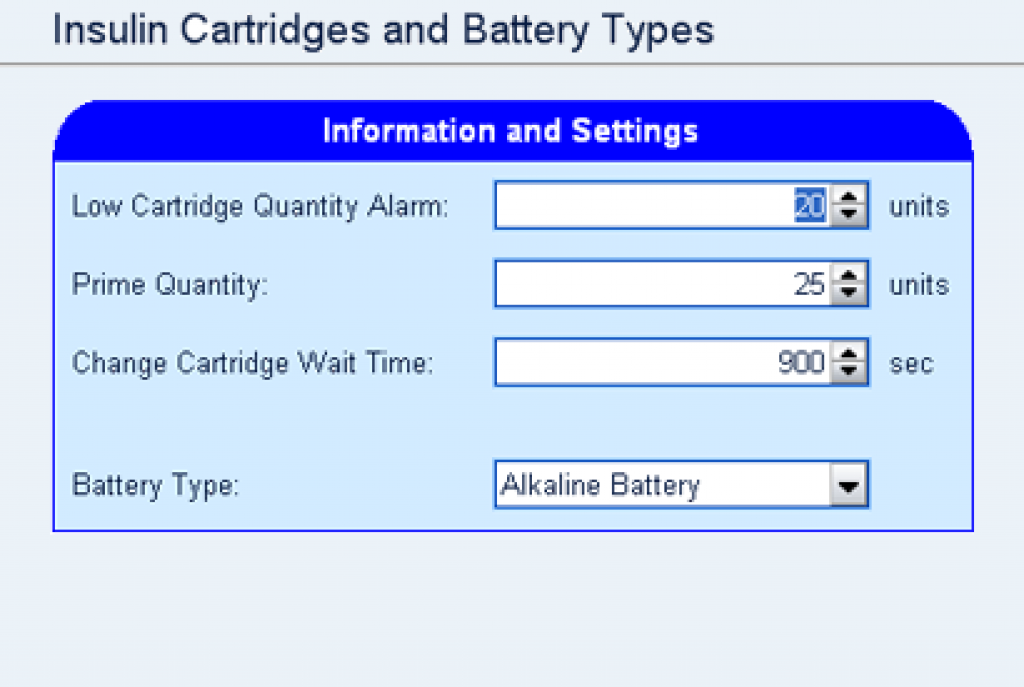 Insulin Cartridges and Battery Types
Information and Settings
Low Cartridge Quantity Alarm: 20 units
Prime Quantity: 25 units
Change Cartridge Wait Time: 900 sec
Battery Type: Alkaline Battery